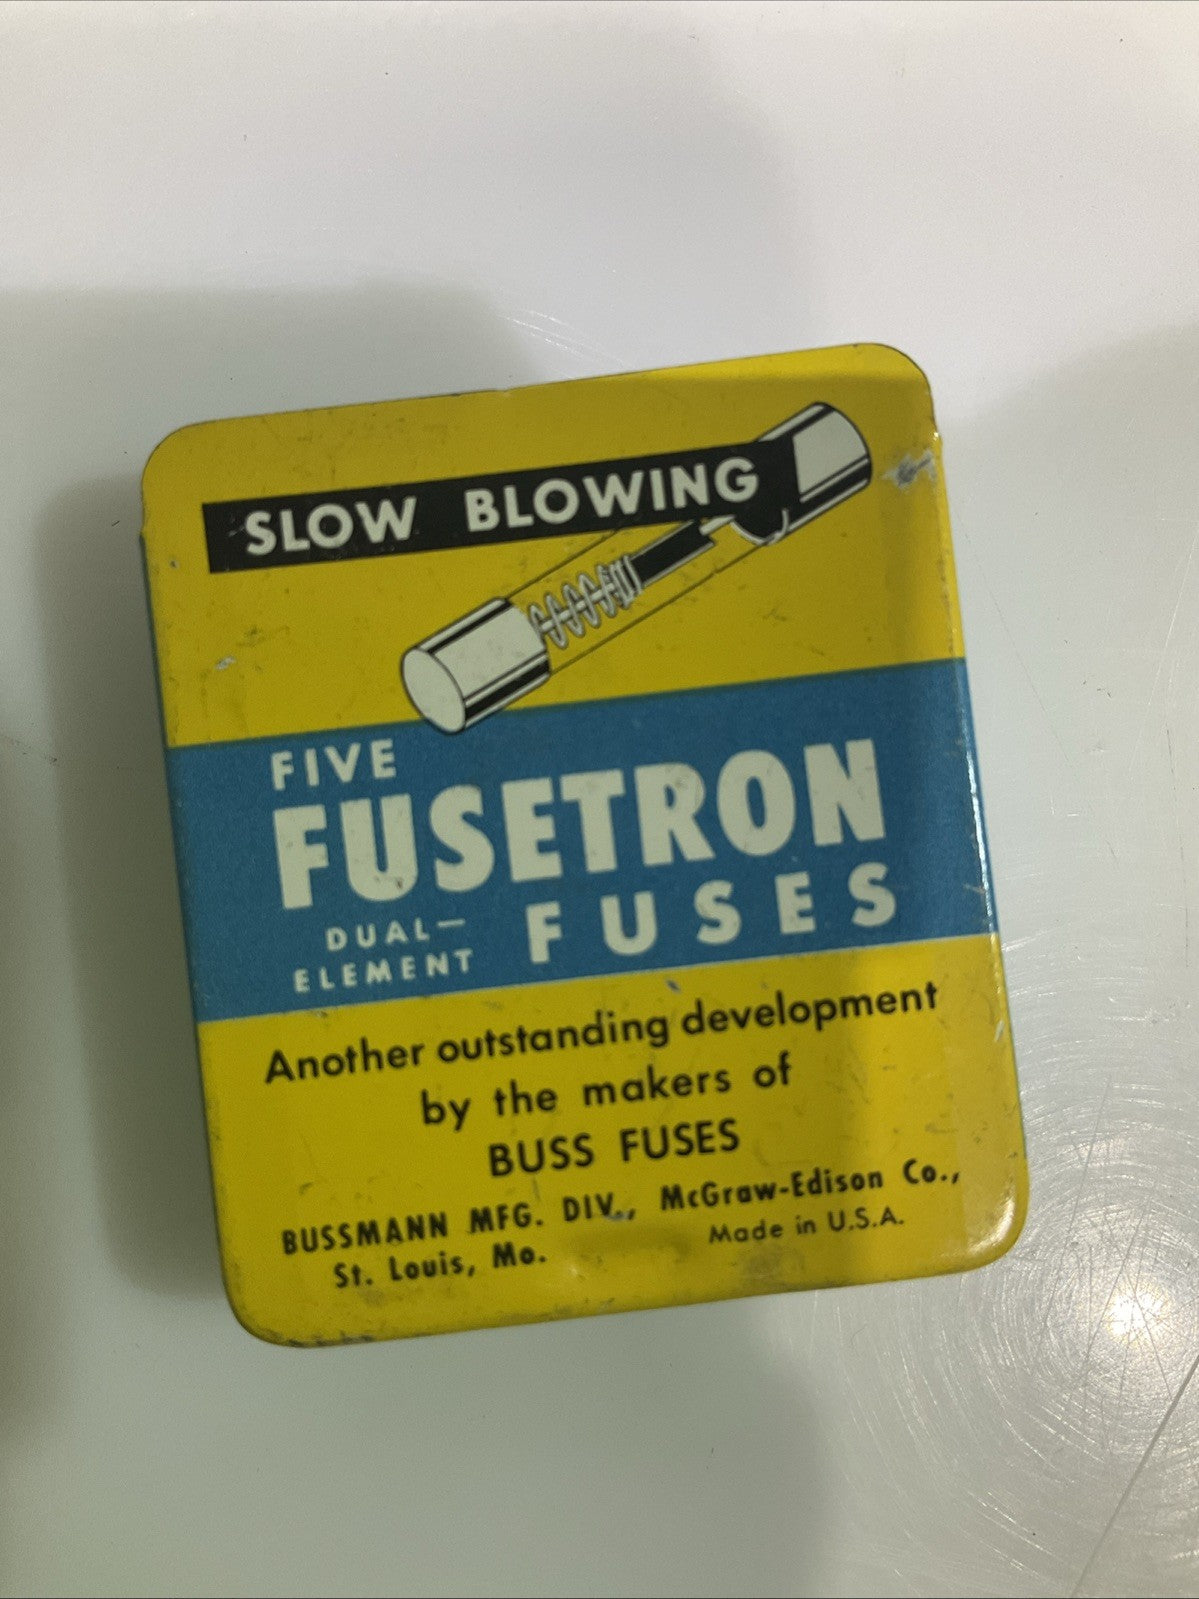 SLOW BLOWING
FIVE
FUSETRON
DUAL-
ELEMENT
FUSES
Another outstanding development
by the makers of
BUSS FUSES
BUSSMANN MFG. DIV., McGraw-Edison Co.,
St. Louis, Mo.
Made in U.S.A.